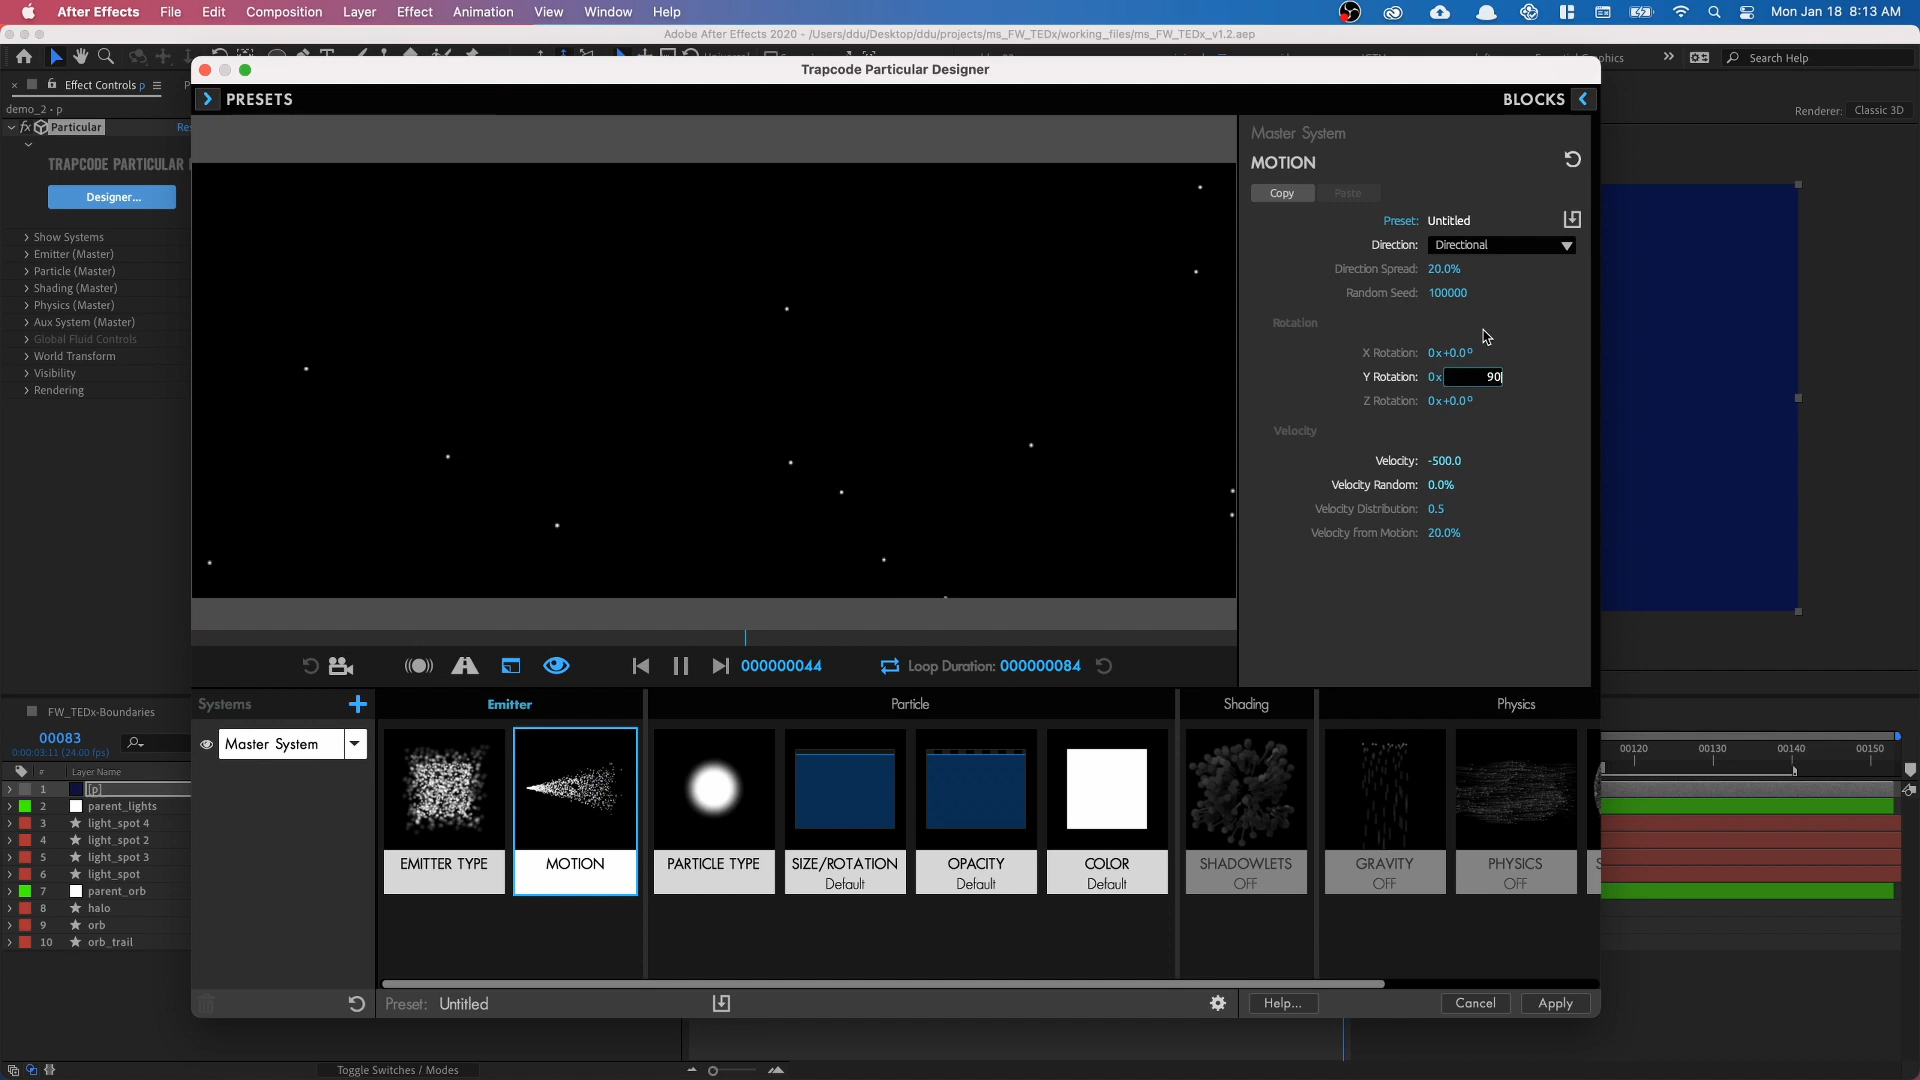 After Effects File Edit Composition Layer Effect Animation View Window Help Mon Jan 18 8:13 AM
Adobe After Effects 2020 - /Users/ddu/Desktop/ddu/projects/ms_FW_TEDx/working_files/ms_FW_TEDx_v1.2.aep
Search Help
Trapcode Particular Designer
Effect Controls p
PRESETS
BLOCKS
demo_2 • p
Renderer: Classic 3D
fx Particular
Master System
TRAPCODE PARTICULAR
MOTION
Designer...
Copy
Paste
Preset: Untitled
Direction: Directional
Direction Spread: 20.0%
Random Seed: 100000
Rotation
X Rotation: 0x+0.0°
Y Rotation: 0x 90
Z Rotation: 0x+0.0°
Velocity
Velocity: -500.0
Velocity Random: 0.0%
Velocity Distribution: 0.5
Velocity from Motion: 20.0%
Show Systems
Emitter (Master)
Particle (Master)
Shading (Master)
Physics (Master)
Aux System (Master)
Global Fluid Controls
World Transform
Visibility
Rendering
000000044
Loop Duration: 000000084
Systems
Emitter
Particle
Shading
Physics
FW_TEDx-Boundaries
00083
0:00:03:11 (24.00 fps)
Master System
00120 00130 00140 00150
# Layer Name
1 [p]
2 parent_lights
3 light_spot 4
4 light_spot 2
5 light_spot 3
6 light_spot
7 parent_orb
8 halo
9 orb
10 orb_trail
EMITTER TYPE
MOTION
PARTICLE TYPE
SIZE/ROTATION
Default
OPACITY
Default
COLOR
Default
SHADOWLETS
OFF
GRAVITY
OFF
PHYSICS
OFF
Preset: Untitled
Help...
Cancel
Apply
Toggle Switches / Modes